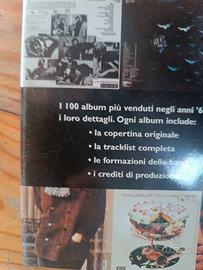 I 100 album più venduti negli anni '6
i loro dettagli. Ogni album include:
• la copertina originale
• la tracklist completa
• le formazioni delle band
• i crediti di produzione